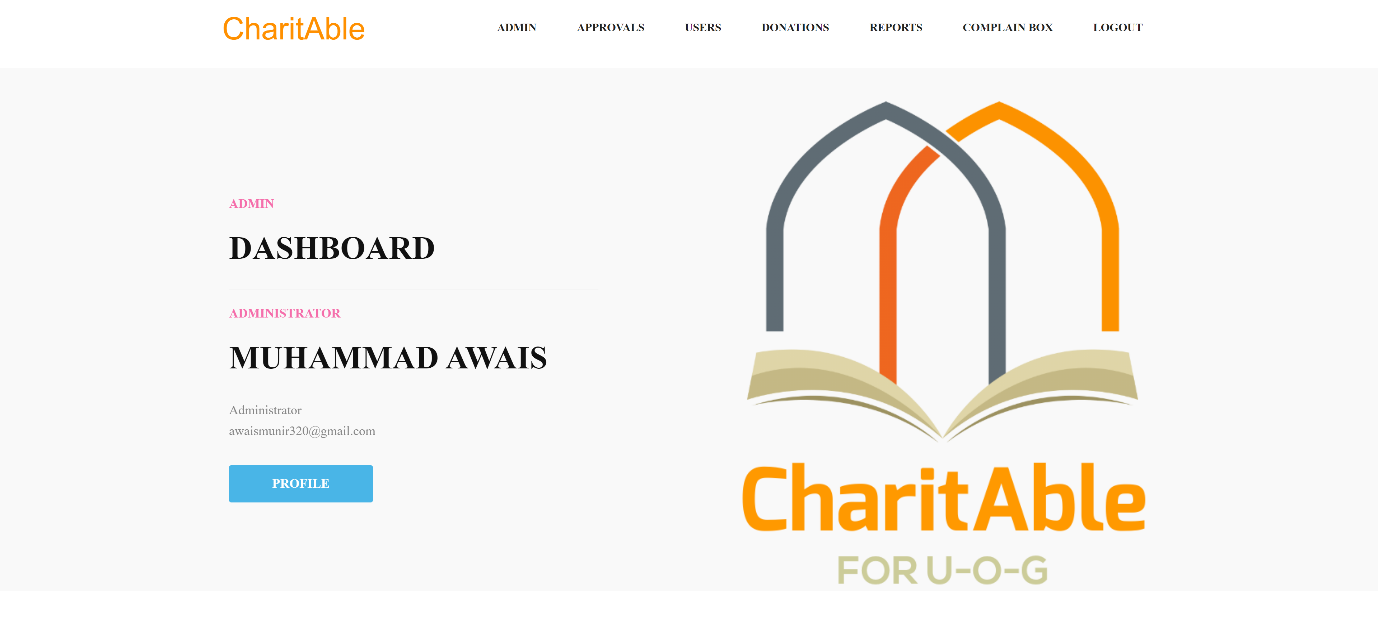 CharitAble
ADMIN APPROVALS USERS DONATIONS REPORTS COMPLAIN BOX LOGOUT
ADMIN
DASHBOARD
ADMINISTRATOR
MUHAMMAD AWAIS
Administrator
awaismunir320@gmail.com
PROFILE
CharitAble
FOR U-O-G